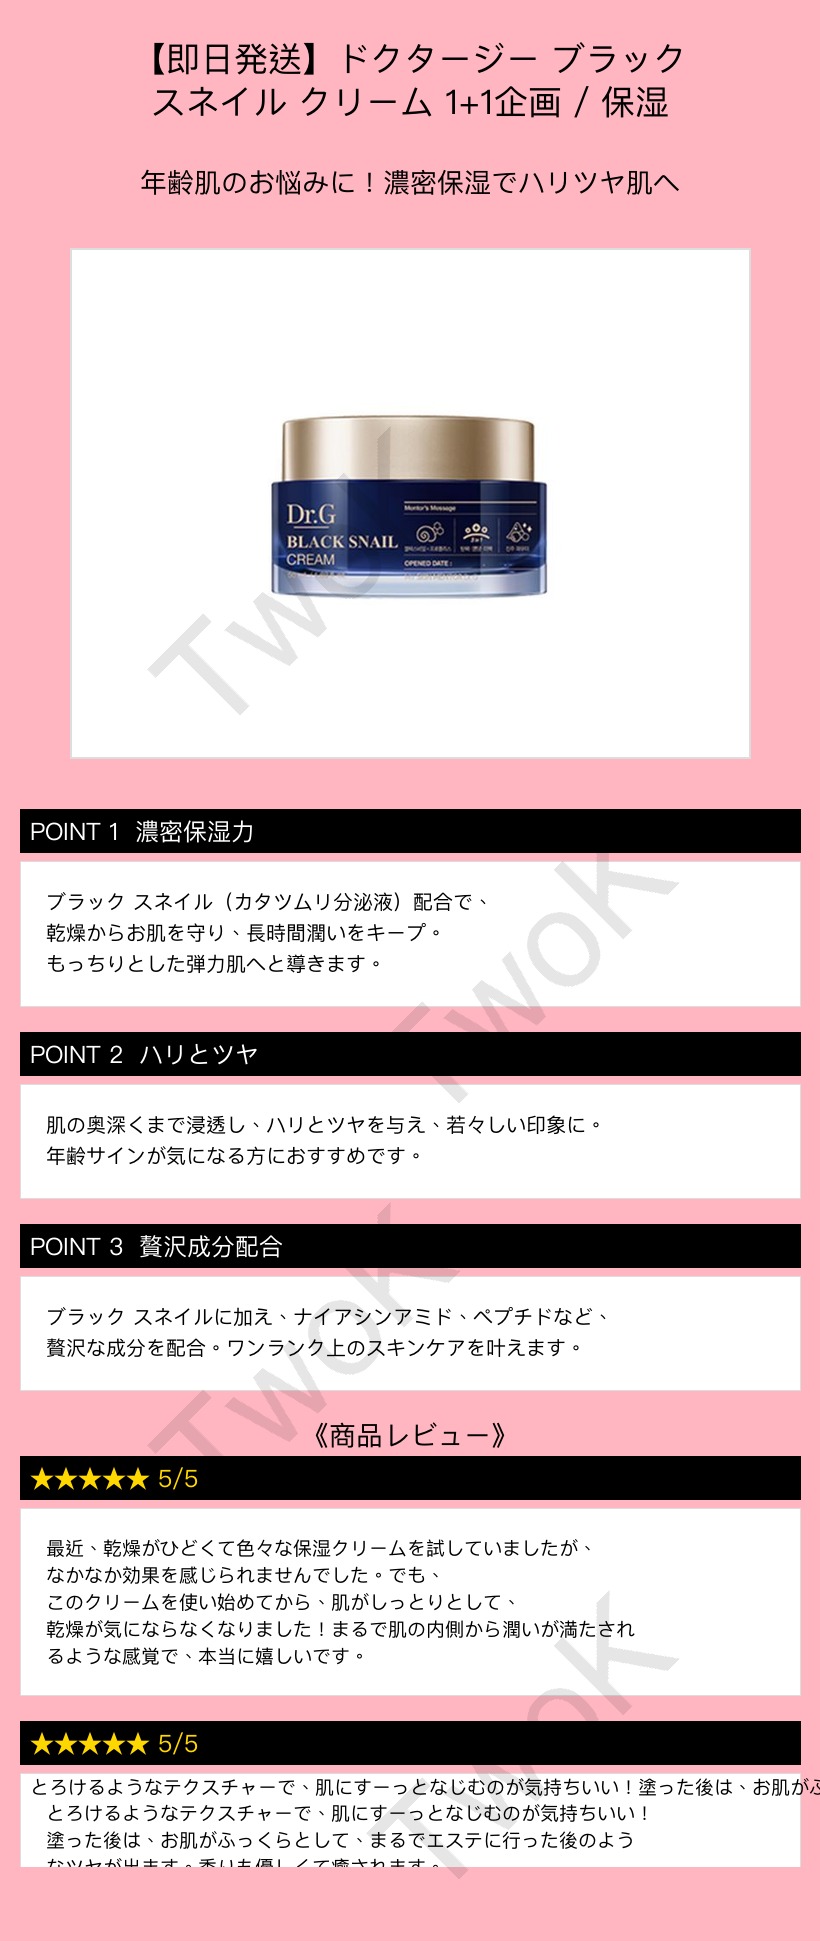 【即日発送】ドクタージー ブラック
スネイル クリーム 1+1企画 / 保湿
年齢肌のお悩みに！濃密保湿でハリツヤ肌へ
Dr.G
BLACK SNAIL
CREAM
Mentor's Message
OPENED DATE :
TwoK
POINT 1 濃密保湿力
ブラック スネイル（カタツムリ分泌液）配合で、
乾燥からお肌を守り、長時間潤いをキープ。
もっちりとした弾力肌へと導きます。
TwoK
POINT 2 ハリとツヤ
肌の奥深くまで浸透し、ハリとツヤを与え、若々しい印象に。
年齢サインが気になる方におすすめです。
POINT 3 贅沢成分配合
ブラック スネイルに加え、ナイアシンアミド、ペプチドなど、
贅沢な成分を配合。ワンランク上のスキンケアを叶えます。
TwoK
《商品レビュー》
★★★★★ 5/5
最近、乾燥がひどくて色々な保湿クリームを試していましたが、
なかなか効果を感じられませんでした。でも、
このクリームを使い始めてから、肌がしっとりとして、
乾燥が気にならなくなりました！まるで肌の内側から潤いが満たされ
るような感覚で、本当に嬉しいです。
TwoK
★★★★★ 5/5
とろけるようなテクスチャーで、肌にすーっとなじむのが気持ちいい！塗った後は、お肌がふ
とろけるようなテクスチャーで、肌にすーっとなじむのが気持ちいい！
塗った後は、お肌がふっくらとして、まるでエステに行った後のよう
なツヤが出ます。香りも優しくて癒されます。